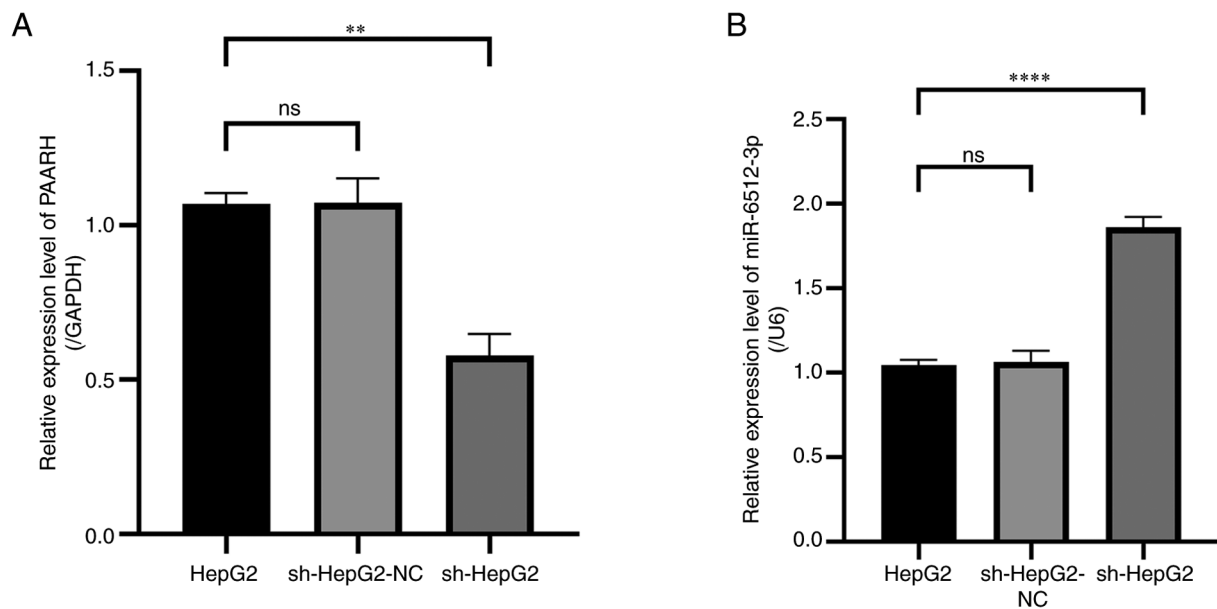 A
**
ns
1.5
1.0
0.5
0.0
Relative expression level of PAARH
(/GAPDH)
HepG2
sh-HepG2-NC
sh-HepG2
B
****
ns
2.5
2.0
1.5
1.0
0.5
0.0
Relative expression level of miR-6512-3p
(/U6)
HepG2
sh-HepG2-
NC
sh-HepG2